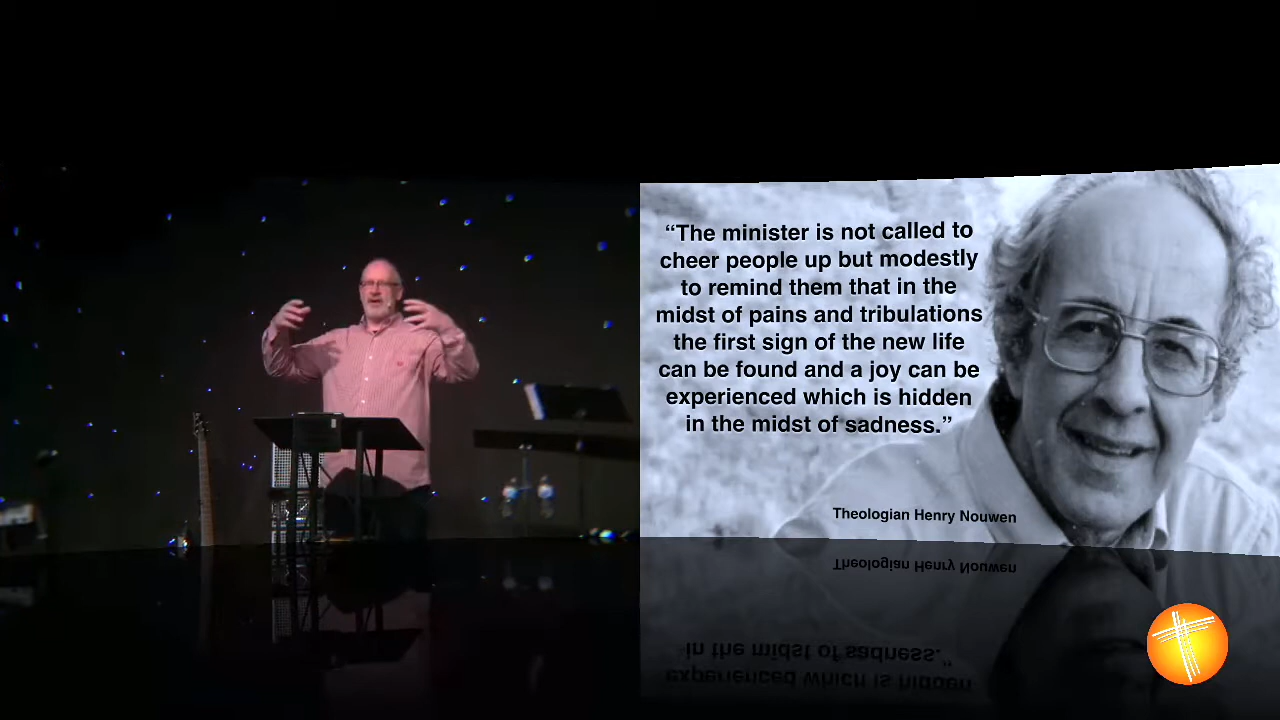 “The minister is not called to
cheer people up but modestly
to remind them that in the
midst of pains and tribulations
the first sign of the new life
can be found and a joy can be
experienced which is hidden
in the midst of sadness.”
Theologian Henry Nouwen